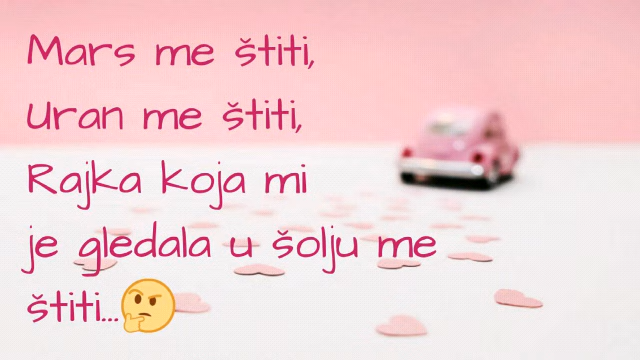 Mars me štiti,
Uran me štiti,
Rajka koja mi
je gledala u šolju me
štiti...🤔